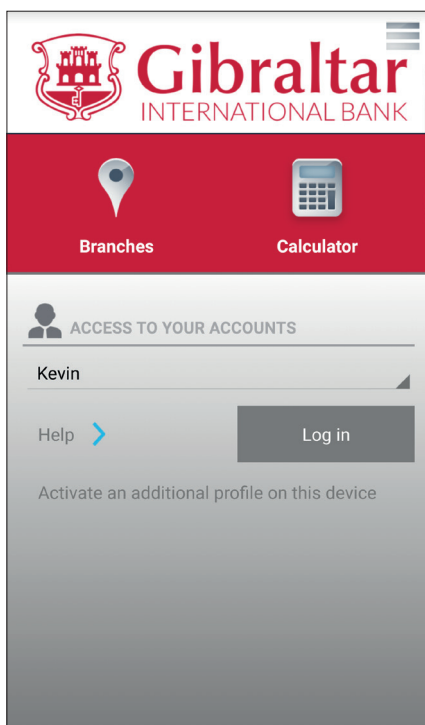 Gibraltar
INTERNATIONAL BANK
Branches
Calculator
ACCESS TO YOUR ACCOUNTS
Kevin
Help
Log in
Activate an additional profile on this device